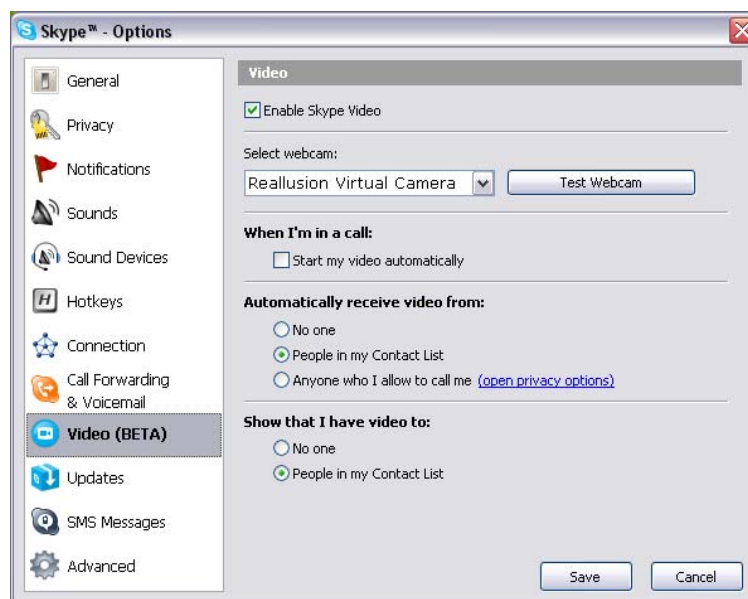 Skype™ - Options
General
Privacy
Notifications
Sounds
Sound Devices
Hotkeys
Connection
Call Forwarding
& Voicemail
Video (BETA)
Updates
SMS Messages
Advanced
Video
Enable Skype Video
Select webcam:
Reallusion Virtual Camera
Test Webcam
When I'm in a call:
Start my video automatically
Automatically receive video from:
No one
People in my Contact List
Anyone who I allow to call me (open privacy options)
Show that I have video to:
No one
People in my Contact List
Save
Cancel